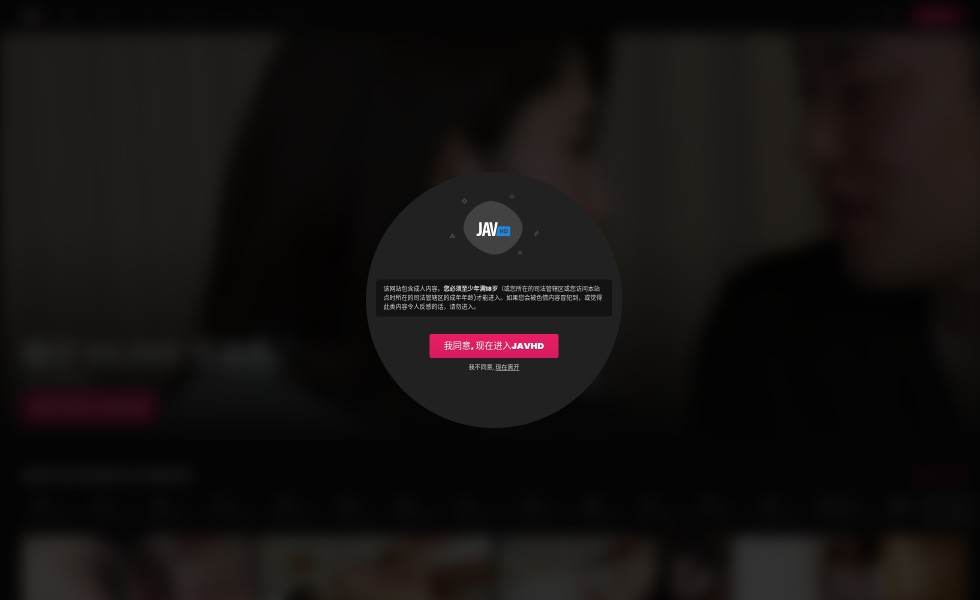 JAV HD
该网站包含成人内容。您必须至少年满18岁（或您所在的司法管辖区或您访问本站
点时所在的司法管辖区的成年年龄)才能进入。如果您会被色情内容冒犯到，或觉得
此类内容令人反感的话，请勿进入。
我同意, 现在进入JAVHD
我不同意, 现在离开